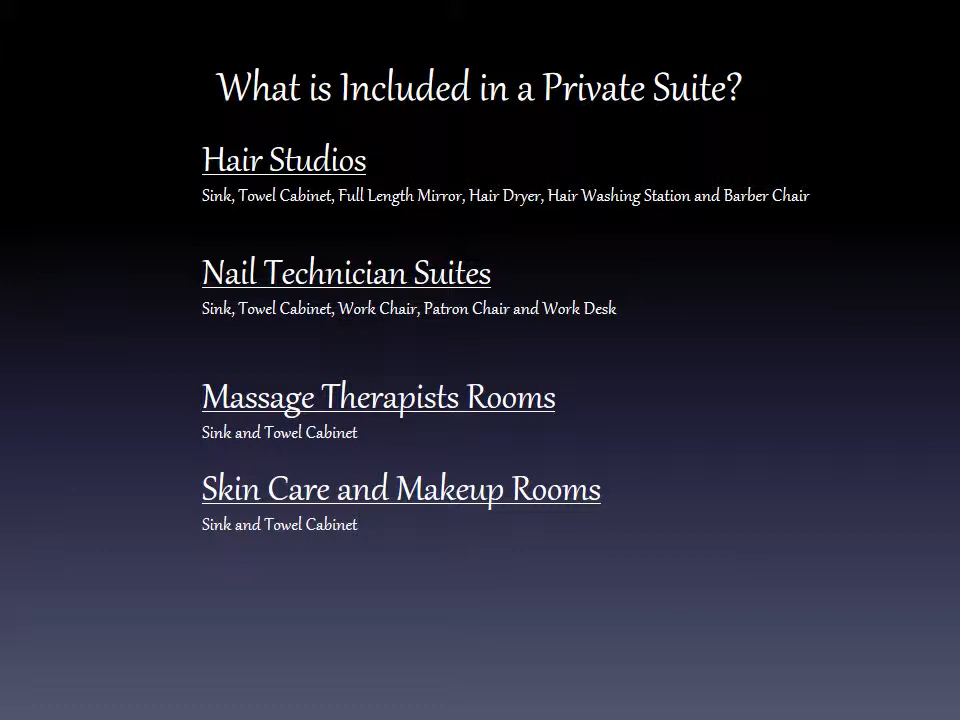 What is Included in a Private Suite?
Hair Studios
Sink, Towel Cabinet, Full Length Mirror, Hair Dryer, Hair Washing Station and Barber Chair
Nail Technician Suites
Sink, Towel Cabinet, Work Chair, Patron Chair and Work Desk
Massage Therapists Rooms
Sink and Towel Cabinet
Skin Care and Makeup Rooms
Sink and Towel Cabinet